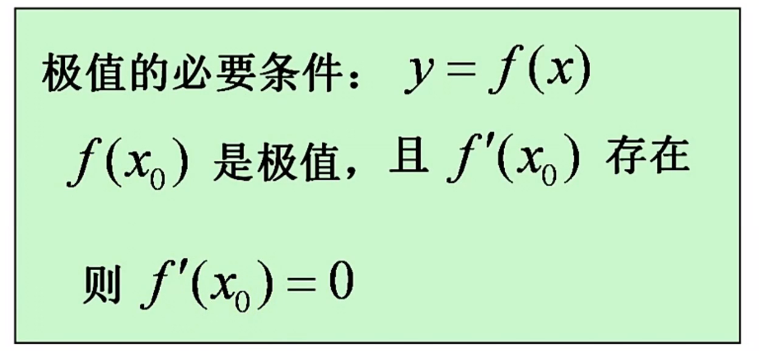 极值的必要条件： y = f(x)
f(x₀) 是极值，且 f′(x₀) 存在
则 f′(x₀) = 0